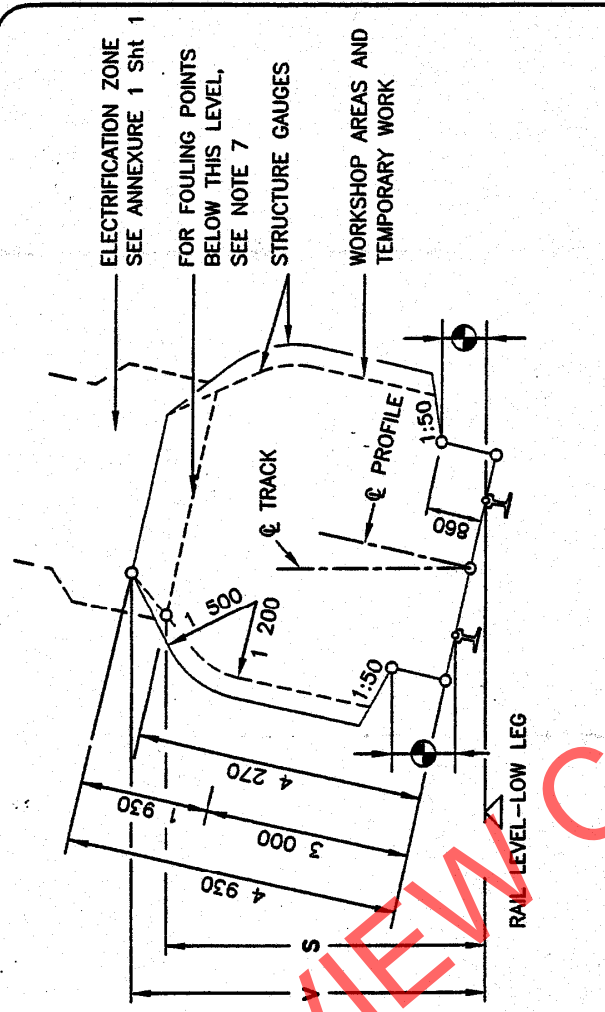 ELECTRIFICATION ZONE
SEE ANNEXURE 1 Sht 1
FOR FOULING POINTS
BELOW THIS LEVEL,
SEE NOTE 7
STRUCTURE GAUGES
WORKSHOP AREAS AND
TEMPORARY WORK
℄ TRACK
℄ PROFILE
1:50
860
1 500
1 200
1:50
4 270
1 930
3 000
4 930
S
V
RAIL LEVEL-LOW LEG
VIEW C